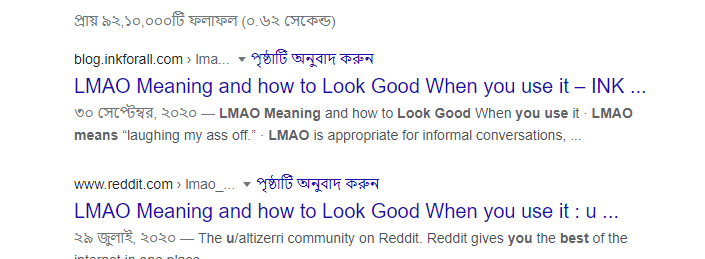 প্রায় ৯২,১০,০০০টি ফলাফল (০.৬২ সেকেন্ড)
blog.inkforall.com › lma... ▼ পৃষ্ঠাটি অনুবাদ করুন
LMAO Meaning and how to Look Good When you use it – INK ...
৩০ সেপ্টেম্বর, ২০২০ — LMAO Meaning and how to Look Good When you use it · LMAO
means “laughing my ass off.” · LMAO is appropriate for informal conversations, ...
www.reddit.com › lmao_... ▼ পৃষ্ঠাটি অনুবাদ করুন
LMAO Meaning and how to Look Good When you use it : u ...
২৯ জুলাই, ২০২০ — The u/altizerri community on Reddit. Reddit gives you the best of the
internet in one place